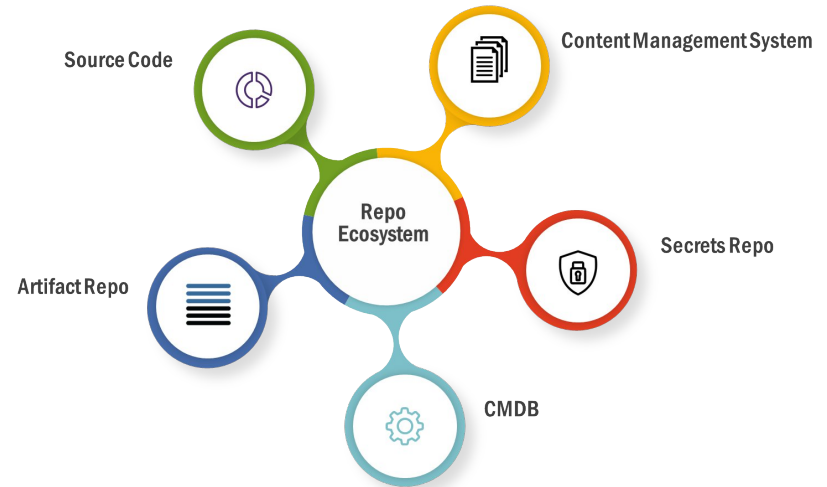 Source Code
Content Management System
Repo
Ecosystem
Secrets Repo
Artifact Repo
CMDB